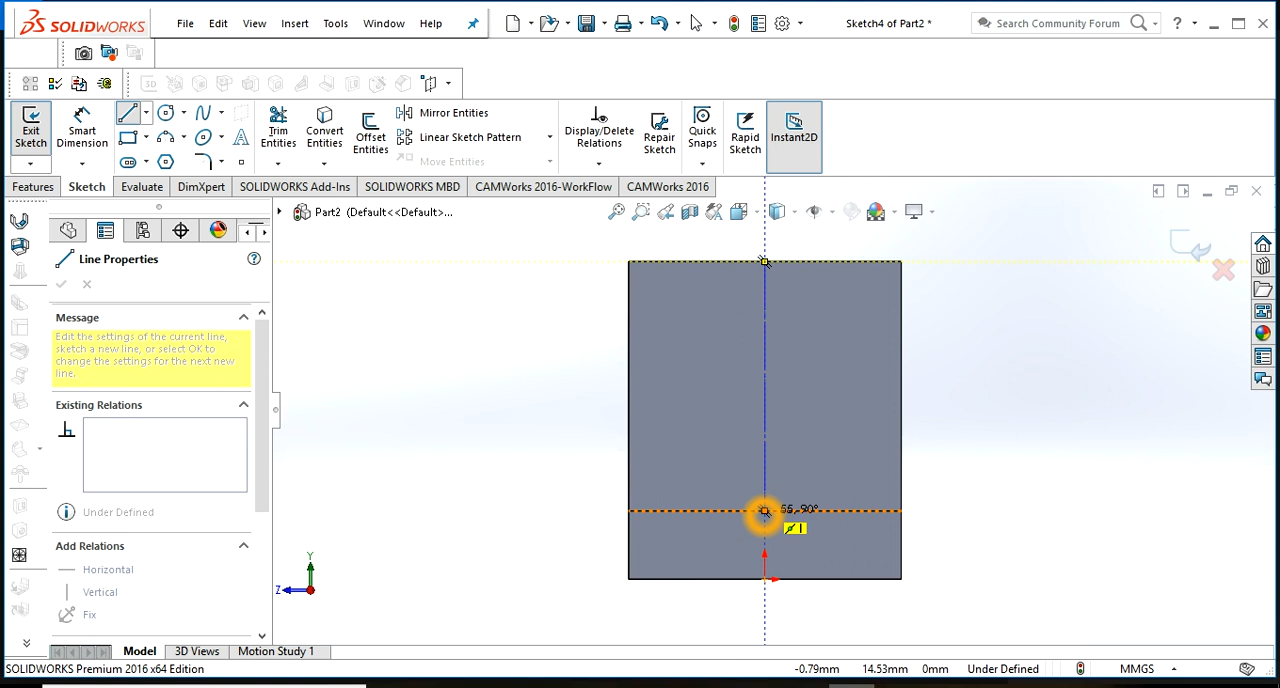 SOLIDWORKS
File Edit View Insert Tools Window Help
Sketch4 of Part2 *
Search Community Forum
?
3D
Exit Sketch
Smart Dimension
Trim Entities
Convert Entities
Offset Entities
Mirror Entities
Linear Sketch Pattern
Move Entities
Display/Delete Relations
Repair Sketch
Quick Snaps
Rapid Sketch
Instant2D
Features Sketch Evaluate DimXpert SOLIDWORKS Add-Ins SOLIDWORKS MBD CAMWorks 2016-WorkFlow CAMWorks 2016
Part2 (Default<<Default>...
Line Properties
?
Message
Edit the settings of the current line,
sketch a new line, or select OK to
change the settings for the next new
line.
Existing Relations
Under Defined
Add Relations
Horizontal
Vertical
Fix
55, 90°
Y
Z
Model 3D Views Motion Study 1
SOLIDWORKS Premium 2016 x64 Edition
-0.79mm 14.53mm 0mm Under Defined MMGS